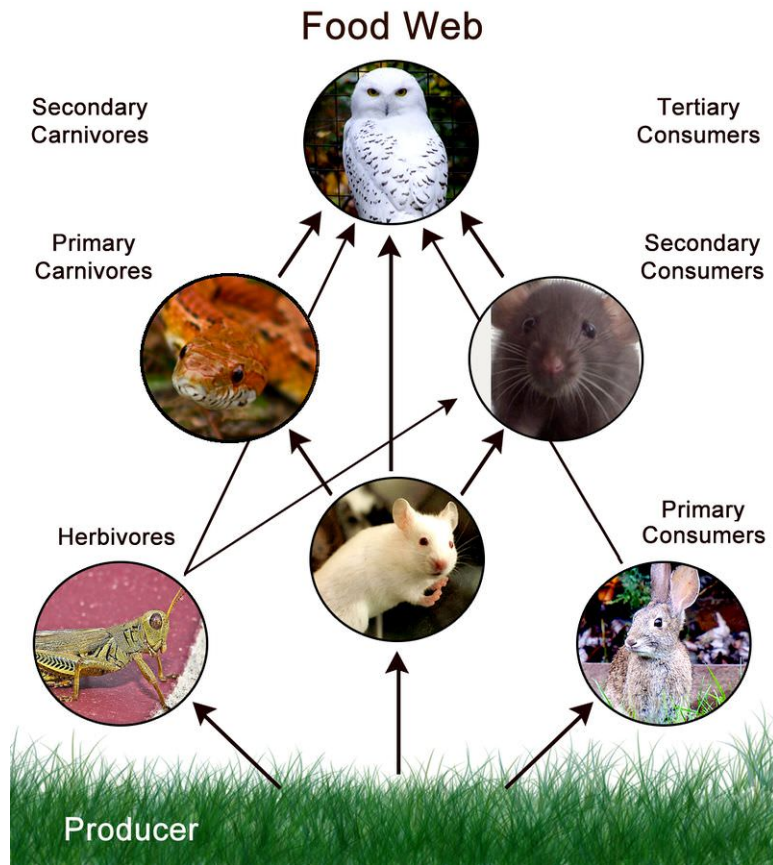 Food Web
Secondary
Carnivores
Tertiary
Consumers
Primary
Carnivores
Secondary
Consumers
Herbivores
Primary
Consumers
Producer